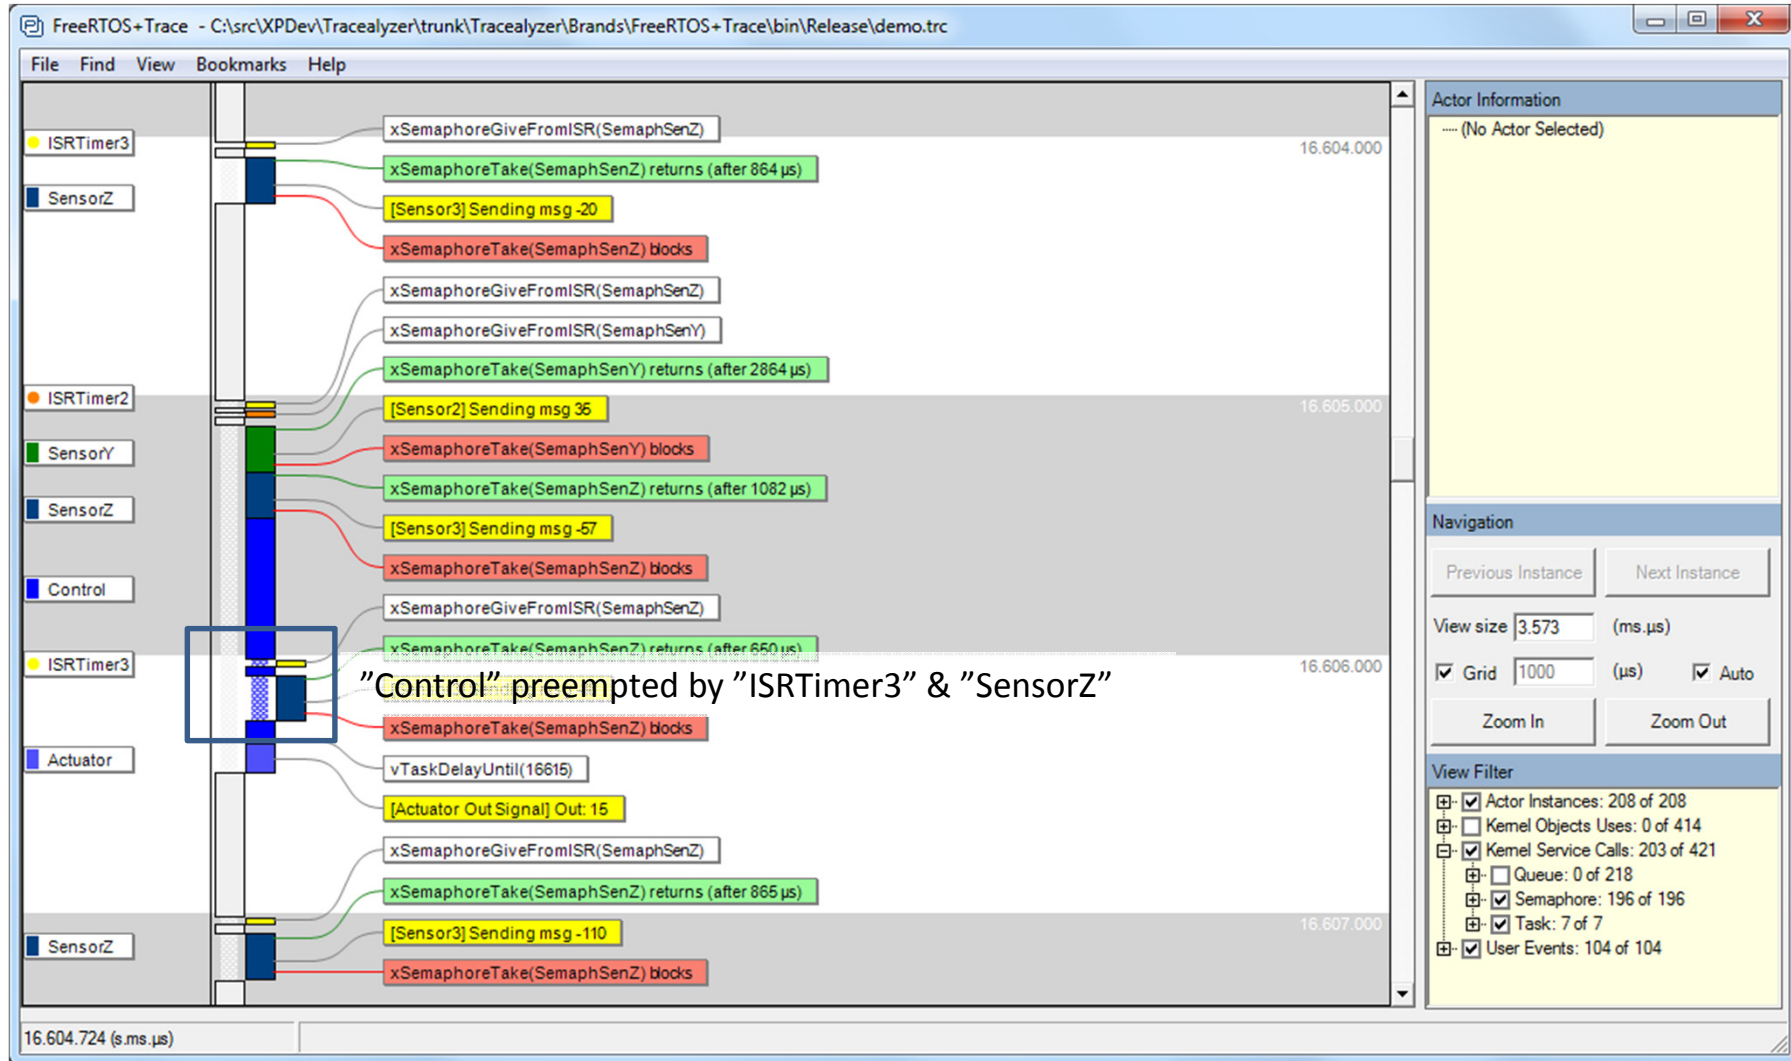 FreeRTOS+Trace - C:\src\XPDev\Tracealyzer\trunk\Tracealyzer\Brands\FreeRTOS+Trace\bin\Release\demo.trc
File Find View Bookmarks Help
ISRTimer3
SensorZ
ISRTimer2
SensorY
SensorZ
Control
ISRTimer3
Actuator
SensorZ
xSemaphoreGiveFromISR(SemaphSenZ)
16.604.000
xSemaphoreTake(SemaphSenZ) returns (after 864 µs)
[Sensor3] Sending msg -20
xSemaphoreTake(SemaphSenZ) blocks
xSemaphoreGiveFromISR(SemaphSenZ)
xSemaphoreGiveFromISR(SemaphSenY)
xSemaphoreTake(SemaphSenY) returns (after 2864 µs)
[Sensor2] Sending msg 36
16.605.000
xSemaphoreTake(SemaphSenY) blocks
xSemaphoreTake(SemaphSenZ) returns (after 1082 µs)
[Sensor3] Sending msg -57
xSemaphoreTake(SemaphSenZ) blocks
xSemaphoreGiveFromISR(SemaphSenZ)
xSemaphoreTake(SemaphSenZ) returns (after 650 µs)
16.606.000
”Control” preempted by ”ISRTimer3” & ”SensorZ”
xSemaphoreTake(SemaphSenZ) blocks
vTaskDelayUntil(16615)
[Actuator Out Signal] Out: 15
xSemaphoreGiveFromISR(SemaphSenZ)
xSemaphoreTake(SemaphSenZ) returns (after 865 µs)
[Sensor3] Sending msg -110
16.607.000
xSemaphoreTake(SemaphSenZ) blocks
Actor Information
(No Actor Selected)
Navigation
Previous Instance Next Instance
View size 3.573 (ms.µs)
Grid 1000 (µs) Auto
Zoom In Zoom Out
View Filter
Actor Instances: 208 of 208
Kernel Objects Uses: 0 of 414
Kernel Service Calls: 203 of 421
Queue: 0 of 218
Semaphore: 196 of 196
Task: 7 of 7
User Events: 104 of 104
16.604.724 (s.ms.µs)